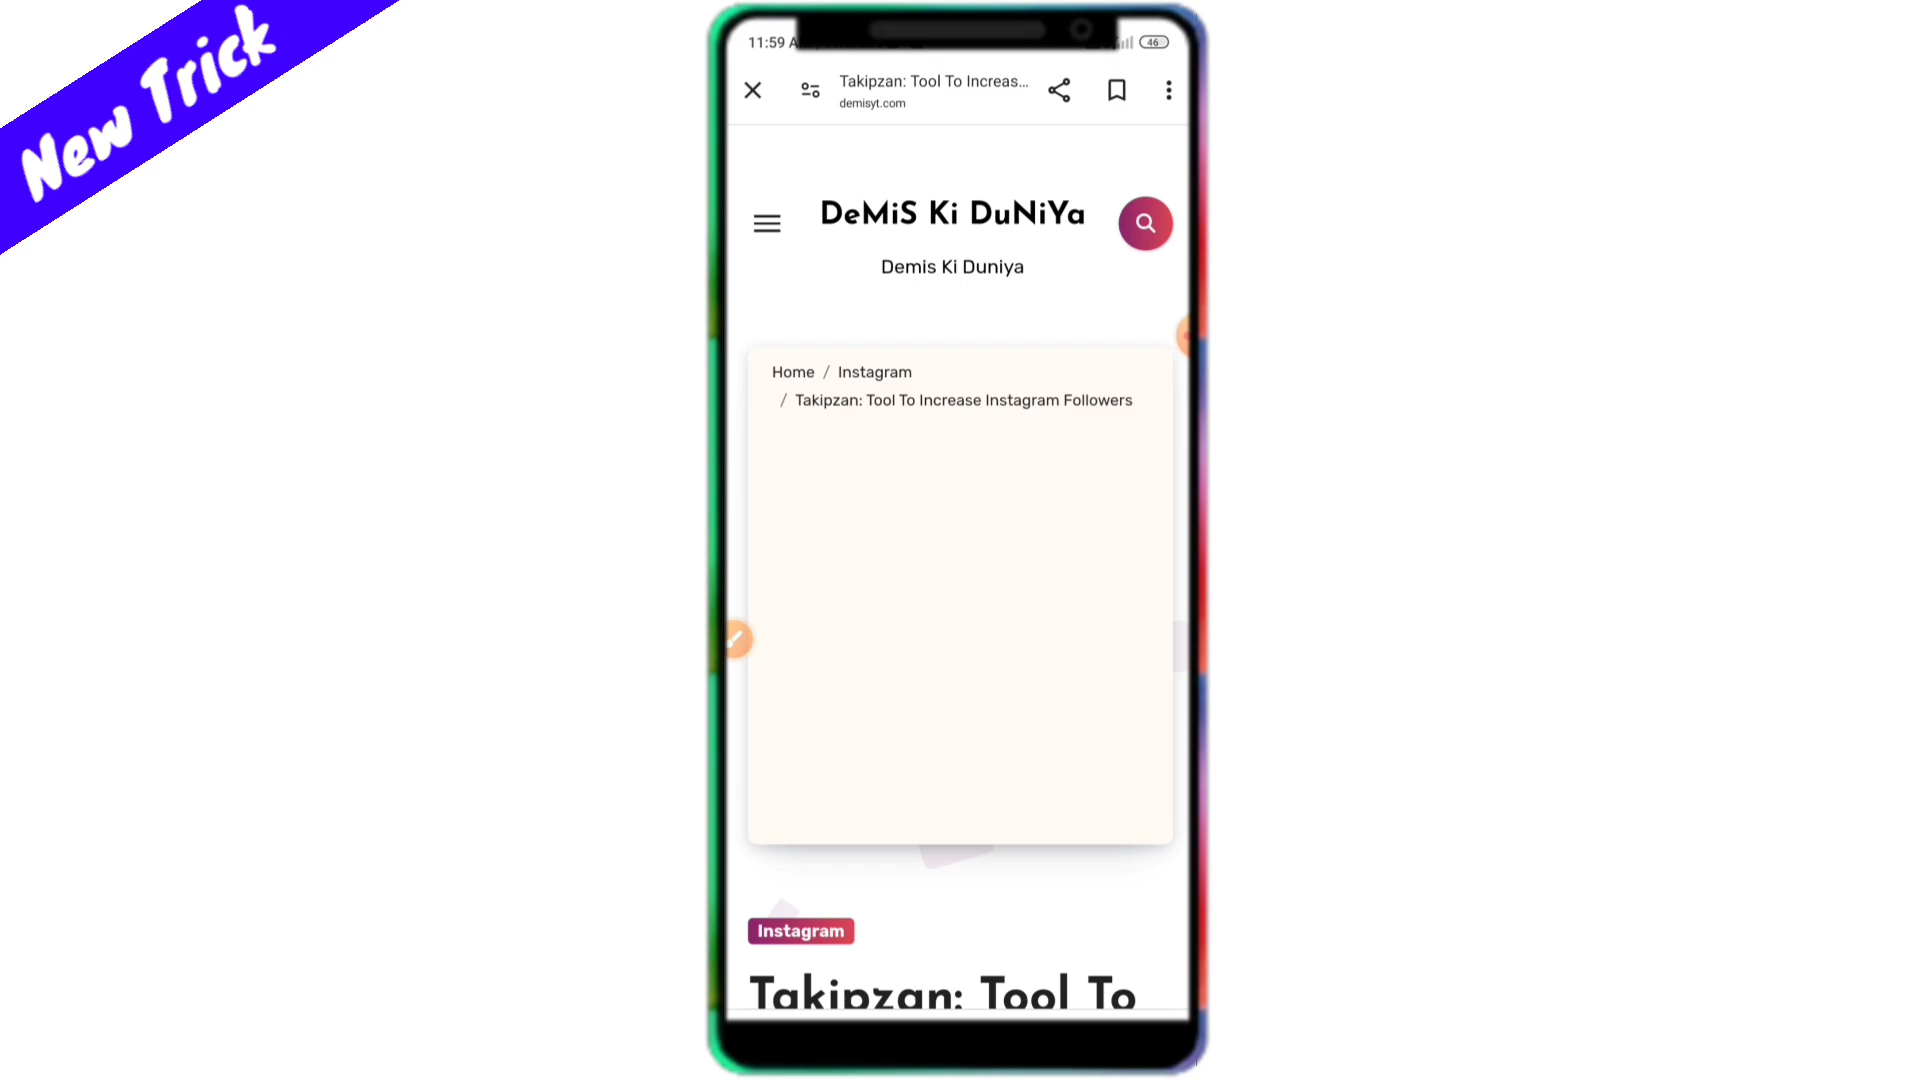 New Trick
11:59 A
46
Takipzan: Tool To Increas...
demisyt.com
DeMiS Ki DuNiYa
Demis Ki Duniya
Home / Instagram
/ Takipzan: Tool To Increase Instagram Followers
Instagram
Takipzan: Tool To